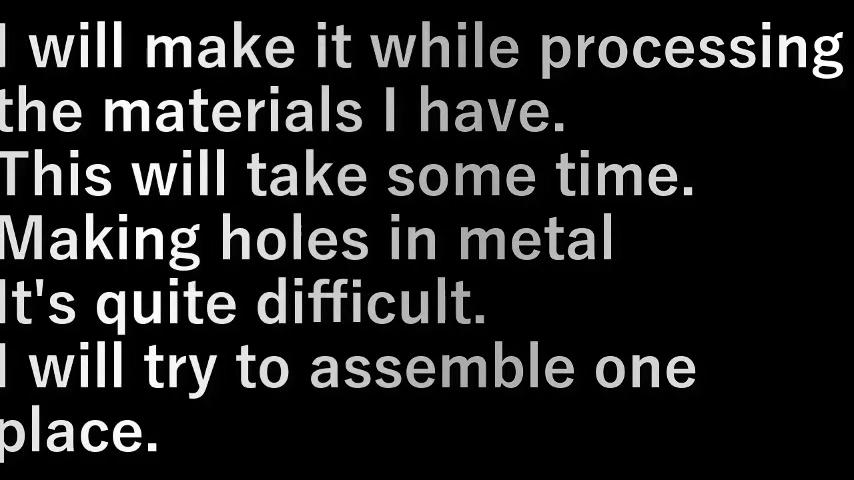 I will make it while processing
the materials I have.
This will take some time.
Making holes in metal
It's quite difficult.
I will try to assemble one
place.